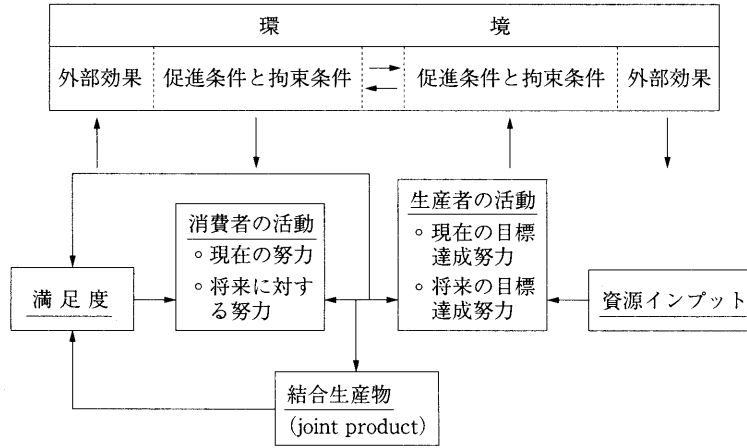 環 境
外部効果 促進条件と拘束条件 促進条件と拘束条件 外部効果
消費者の活動
◦ 現在の努力
◦ 将来に対す
る努力
生産者の活動
◦ 現在の目標
達成努力
◦ 将来の目標
達成努力
満 足 度
資源インプット
結合生産物
(joint product)